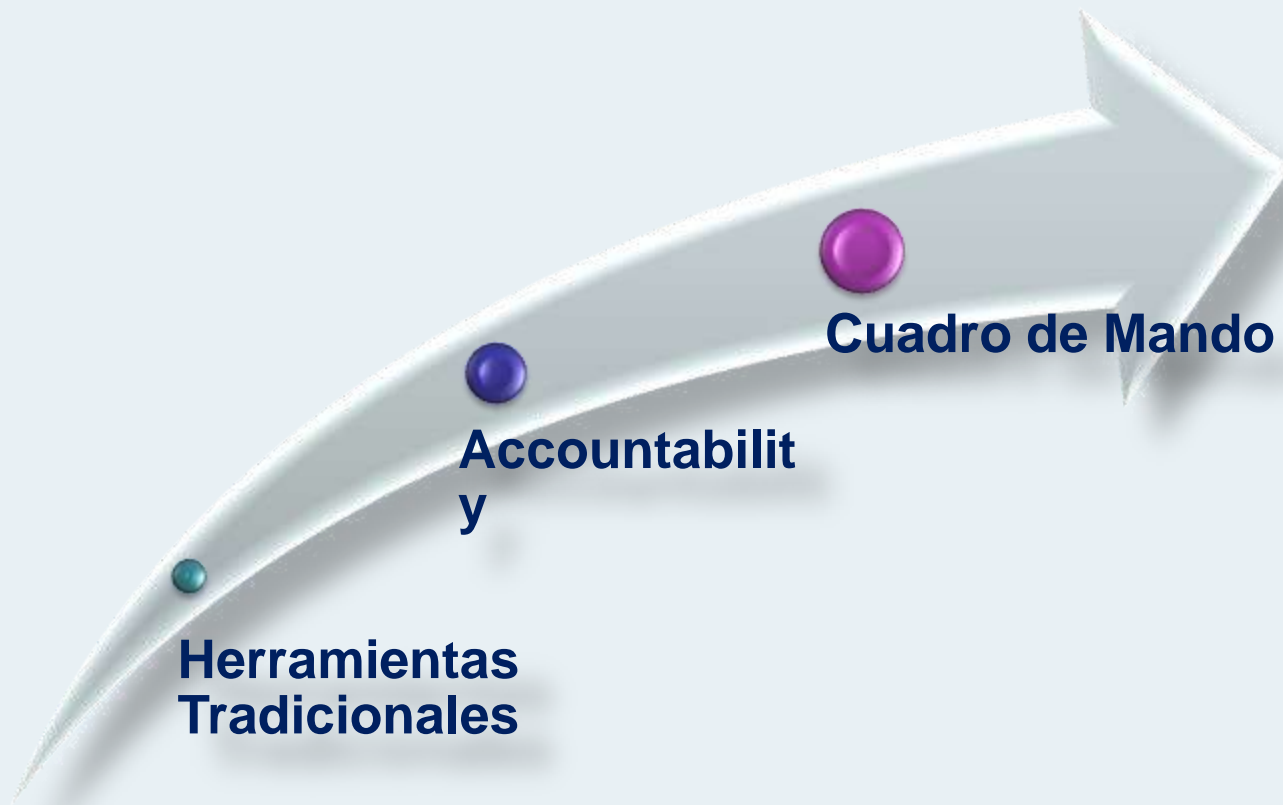 Cuadro de Mando
Accountabilit
y
Herramientas
Tradicionales